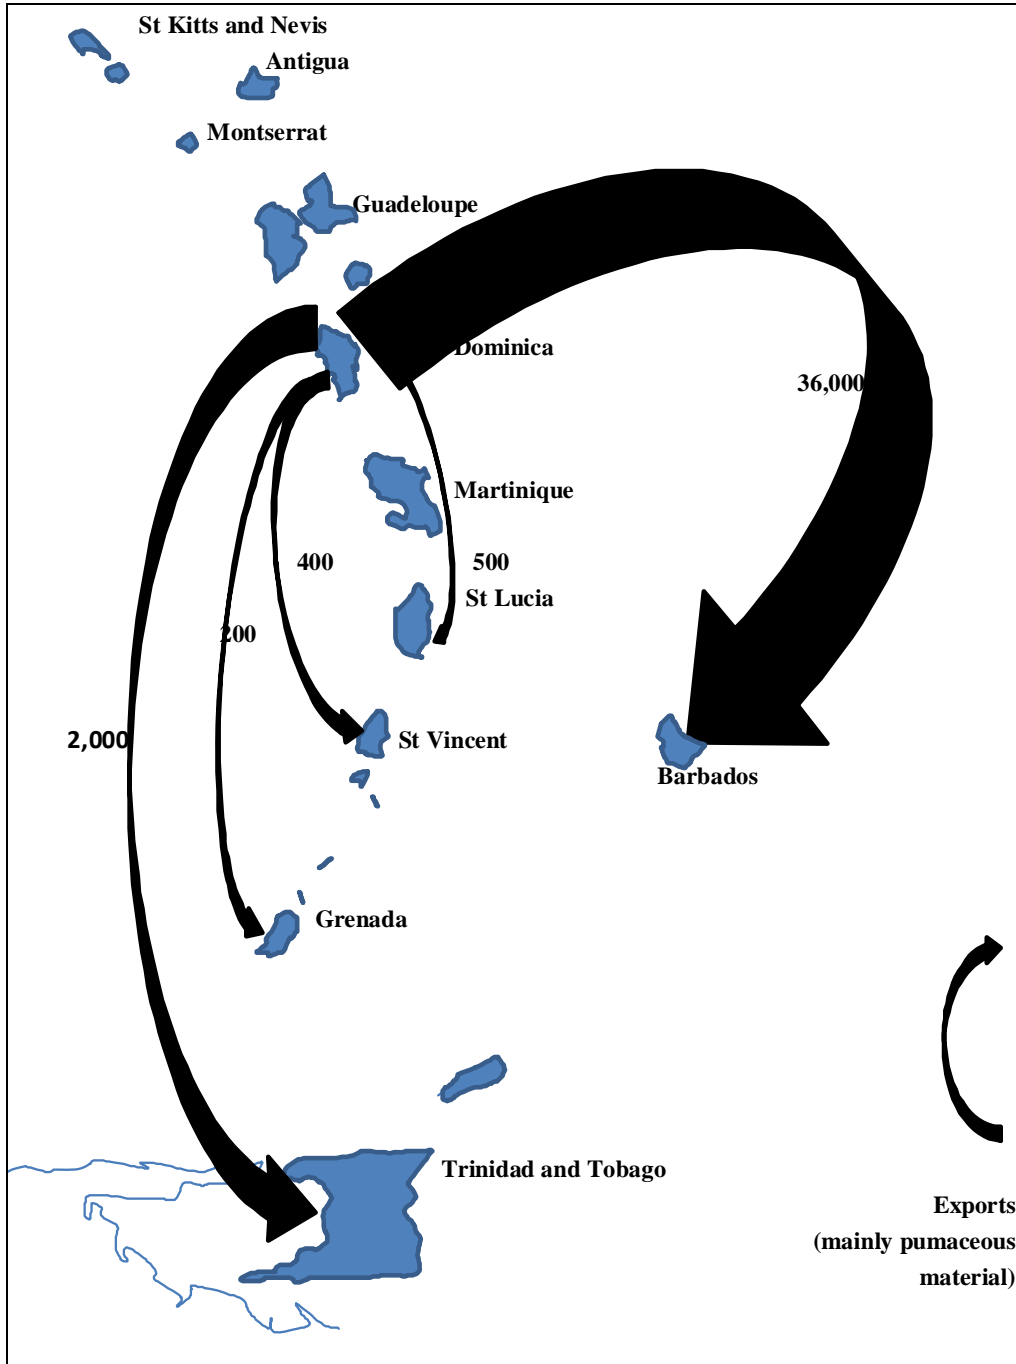 St Kitts and Nevis
Antigua
Montserrat
Guadeloupe
Dominica
36,000
Martinique
400
500
St Lucia
200
2,000
St Vincent
Barbados
Grenada
Trinidad and Tobago
Exports
(mainly pumaceous
material)